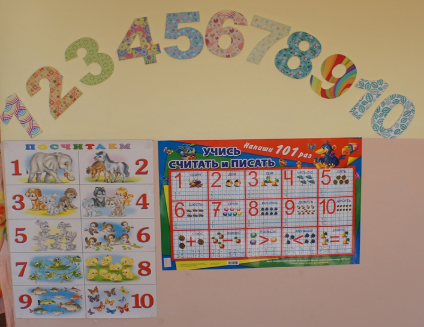 1 2 3 4 5 6 7 8 9 10
ПОСЧИТАЕМ
1 2
3 4
5 6
7 8
9 10
УЧИСЬ
СЧИТАТЬ и ПИСАТЬ
Напиши 101 раз
1 2 3 4 5
6 7 8 9 10
+ - > < =